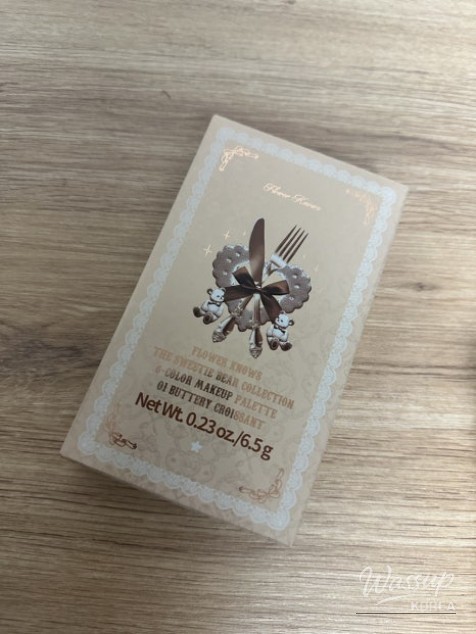 Flower Knows
FLOWER KNOWS
THE SWEETIE BEAR COLLECTION
4-COLOR MAKEUP PALETTE
01 BUTTERY CROISSANT
Net Wt. 0.23 oz./6.5 g
Wassup
KOREA